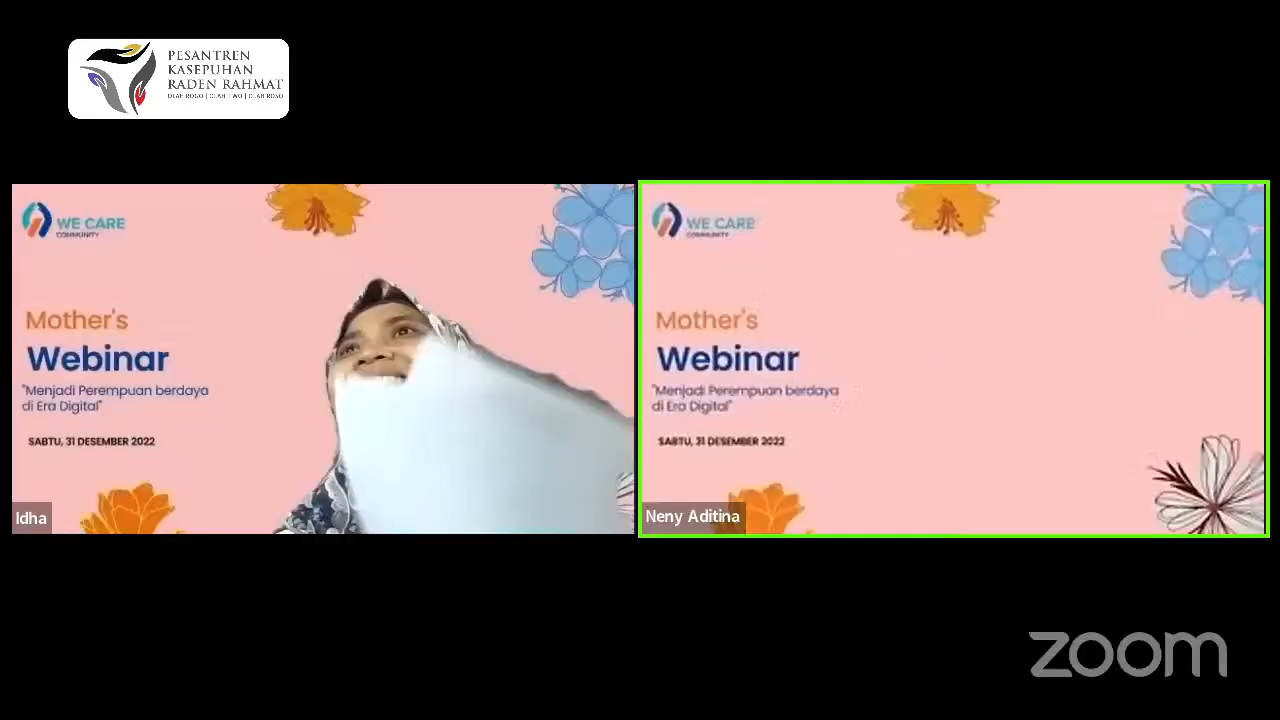 PESANTREN
KASEPUHAN
RADEN RAHMAT
WE CARE
COMMUNITY
Mother's
Webinar
"Menjadi Perempuan berdaya
di Era Digital"
SABTU, 31 DESEMBER 2022
Idha
WE CARE
COMMUNITY
Mother's
Webinar
"Menjadi Perempuan berdaya
di Era Digital"
SABTU, 31 DESEMBER 2022
Neny Aditina
zoom